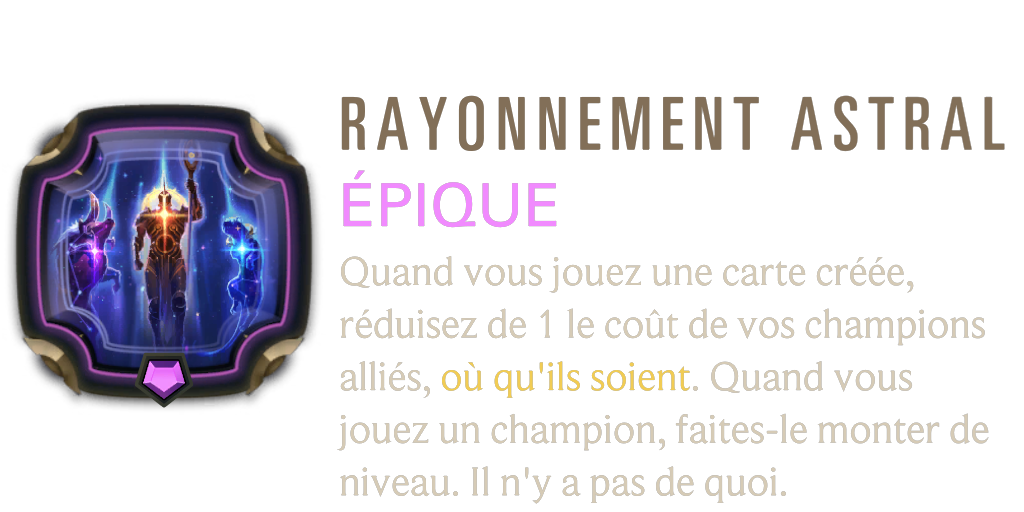 RAYONNEMENT ASTRAL
ÉPIQUE
Quand vous jouez une carte créée,
réduisez de 1 le coût de vos champions
alliés, où qu'ils soient. Quand vous
jouez un champion, faites-le monter de
niveau. Il n'y a pas de quoi.